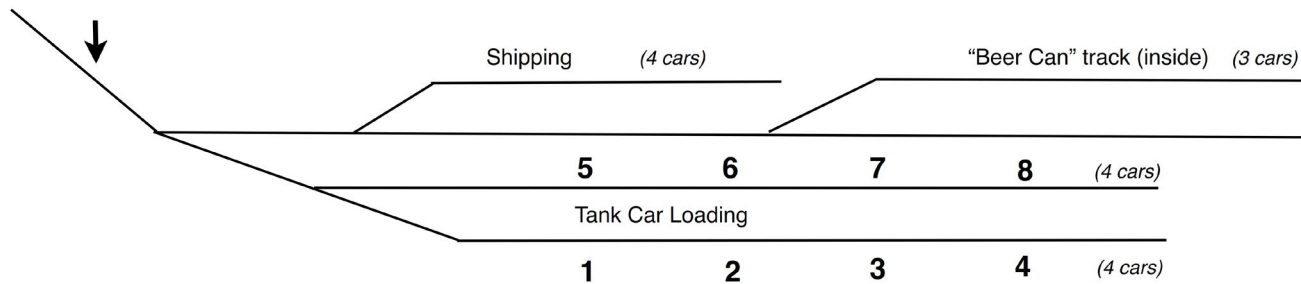 Shipping (4 cars) “Beer Can” track (inside) (3 cars)
5 6 7 8 (4 cars)
Tank Car Loading
1 2 3 4 (4 cars)